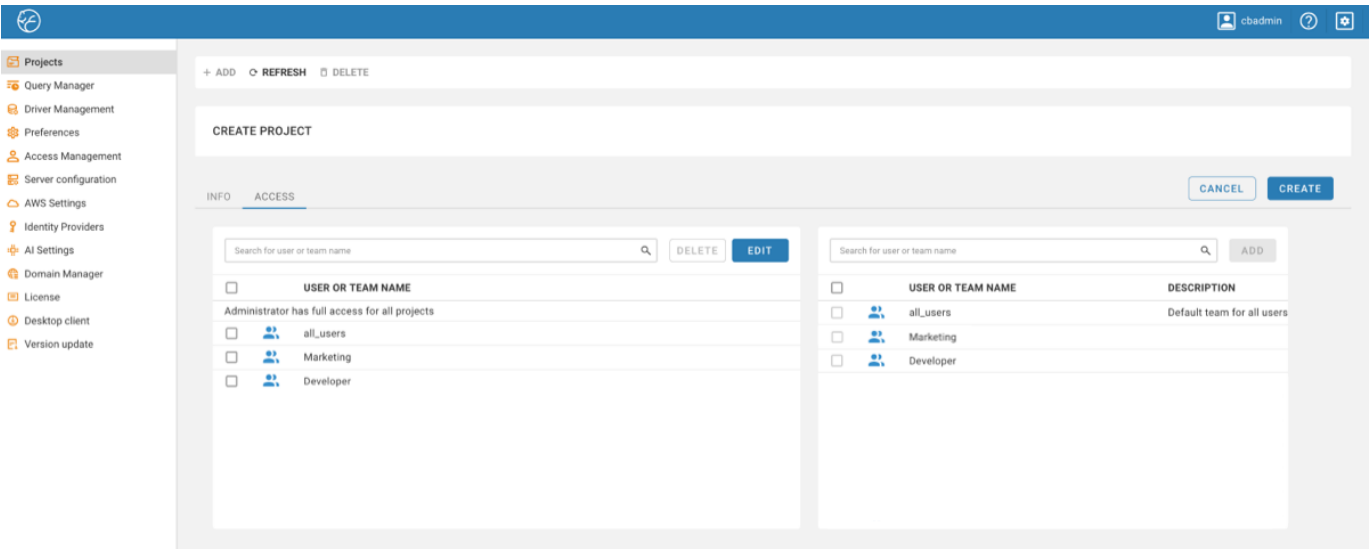 cbadmin
Projects
Query Manager
Driver Management
Preferences
Access Management
Server configuration
AWS Settings
Identity Providers
AI Settings
Domain Manager
License
Desktop client
Version update
+ ADD REFRESH DELETE
CREATE PROJECT
INFO ACCESS
CANCEL CREATE
Search for user or team name DELETE EDIT
USER OR TEAM NAME
Administrator has full access for all projects
all_users
Marketing
Developer
Search for user or team name ADD
USER OR TEAM NAME DESCRIPTION
all_users Default team for all users
Marketing
Developer